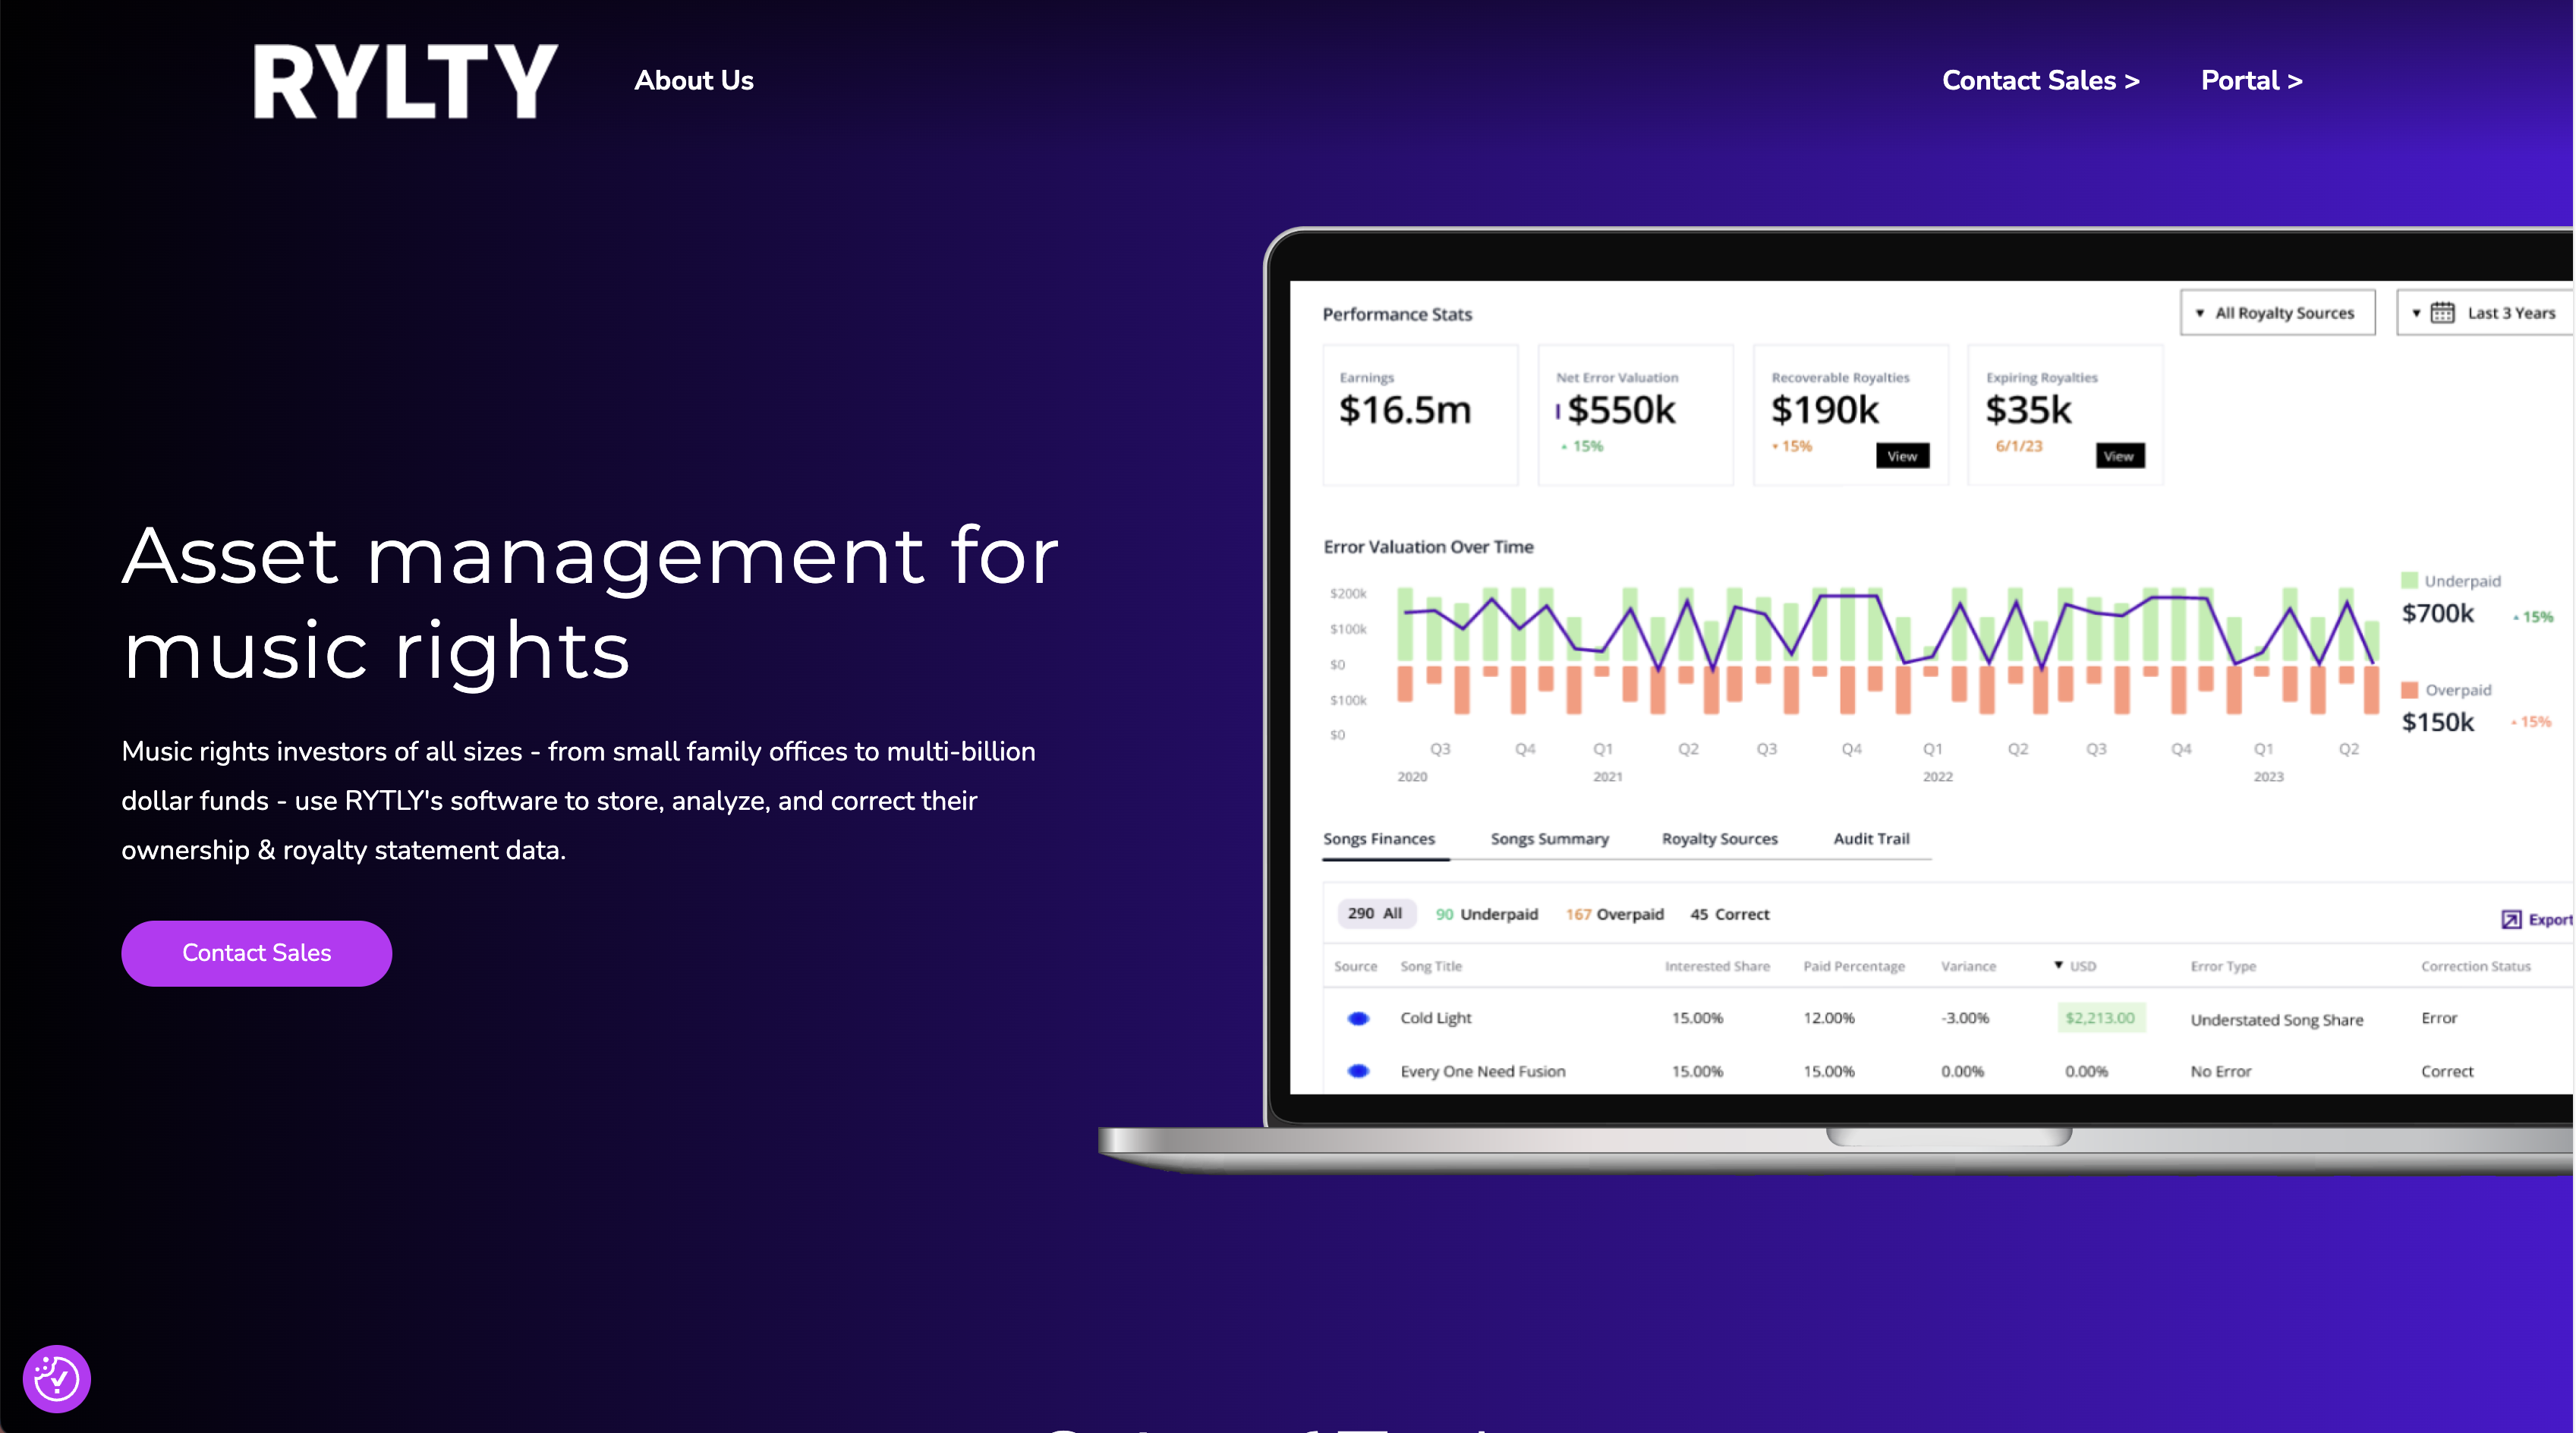 RYLTY
About Us
Contact Sales >
Portal >
Asset management for
music rights
Music rights investors of all sizes - from small family offices to multi-billion
dollar funds - use RYTLY's software to store, analyze, and correct their
ownership & royalty statement data.
Contact Sales
Performance Stats
▼ All Royalty Sources
▼ Last 3 Years
Earnings
$16.5m
Net Error Valuation
$550k
▲ 15%
Recoverable Royalties
$190k
▼ 15%
View
Expiring Royalties
$35k
6/1/23
View
Error Valuation Over Time
$200k
$100k
$0
$100k
$0
Q3 Q4 Q1 Q2 Q3 Q4 Q1 Q2 Q3 Q4 Q1 Q2
2020 2021 2022 2023
Underpaid
$700k ▲ 15%
Overpaid
$150k ▲ 15%
Songs Finances Songs Summary Royalty Sources Audit Trail
290 All 90 Underpaid 167 Overpaid 45 Correct Export
Source Song Title Interested Share Paid Percentage Variance ▼ USD Error Type Correction Status
Cold Light 15.00% 12.00% -3.00% $2,213.00 Understated Song Share Error
Every One Need Fusion 15.00% 15.00% 0.00% 0.00% No Error Correct